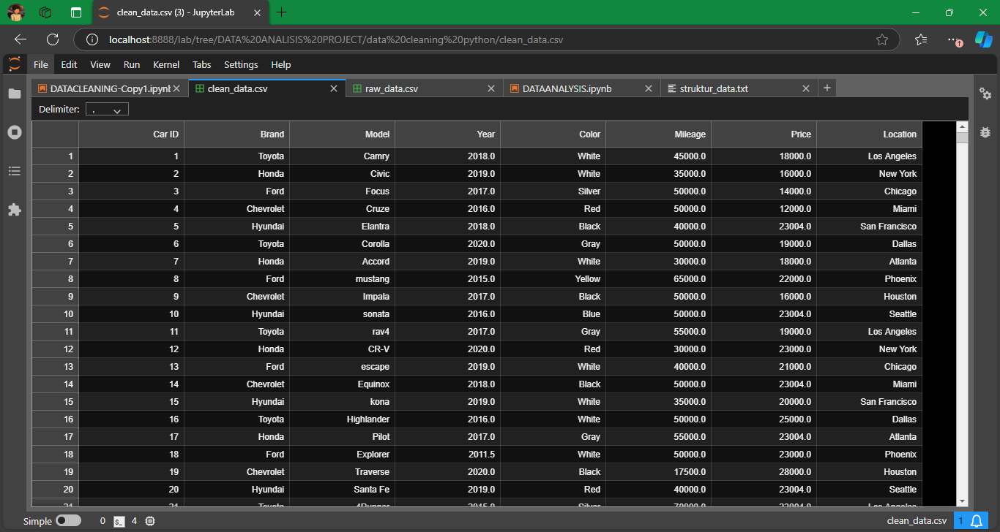 clean_data.csv (3) - JupyterLab
localhost:8888/lab/tree/DATA%20ANALISIS%20PROJECT/data%20cleaning%20python/clean_data.csv
File Edit View Run Kernel Tabs Settings Help
DATACLEANING-Copy1.ipynb clean_data.csv raw_data.csv DATAANALYSIS.ipynb struktur_data.txt
Delimiter: ,
Car ID Brand Model Year Color Mileage Price Location
1 1 Toyota Camry 2018.0 White 45000.0 18000.0 Los Angeles
2 2 Honda Civic 2019.0 White 35000.0 16000.0 New York
3 3 Ford Focus 2017.0 Silver 50000.0 14000.0 Chicago
4 4 Chevrolet Cruze 2016.0 Red 50000.0 12000.0 Miami
5 5 Hyundai Elantra 2018.0 Black 40000.0 23004.0 San Francisco
6 6 Toyota Corolla 2020.0 Gray 50000.0 19000.0 Dallas
7 7 Honda Accord 2019.0 White 30000.0 18000.0 Atlanta
8 8 Ford mustang 2015.0 Yellow 65000.0 22000.0 Phoenix
9 9 Chevrolet Impala 2017.0 Black 50000.0 16000.0 Houston
10 10 Hyundai sonata 2016.0 Blue 50000.0 23004.0 Seattle
11 11 Toyota rav4 2017.0 Gray 55000.0 19000.0 Los Angeles
12 12 Honda CR-V 2020.0 Red 30000.0 23000.0 New York
13 13 Ford escape 2019.0 White 40000.0 21000.0 Chicago
14 14 Chevrolet Equinox 2018.0 Black 50000.0 23004.0 Miami
15 15 Hyundai kona 2019.0 White 35000.0 20000.0 San Francisco
16 16 Toyota Highlander 2016.0 White 50000.0 25000.0 Dallas
17 17 Honda Pilot 2017.0 Gray 55000.0 23004.0 Atlanta
18 18 Ford Explorer 2011.5 White 50000.0 23000.0 Phoenix
19 19 Chevrolet Traverse 2020.0 Black 17500.0 28000.0 Houston
20 20 Hyundai Santa Fe 2019.0 Red 40000.0 23004.0 Seattle
21 21 Toyota 4Runner 2015.0 Silver 70000.0 23004.0 Los Angeles
Simple 0 $_ 4 clean_data.csv 1